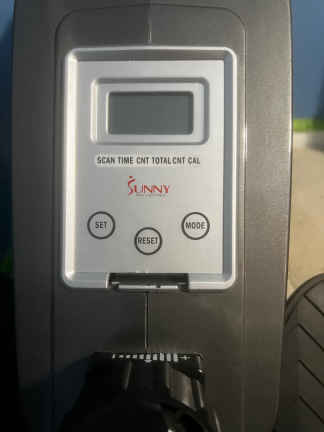 SCAN TIME CNT TOTAL CNT CAL
SUNNY
SET
RESET
MODE
+